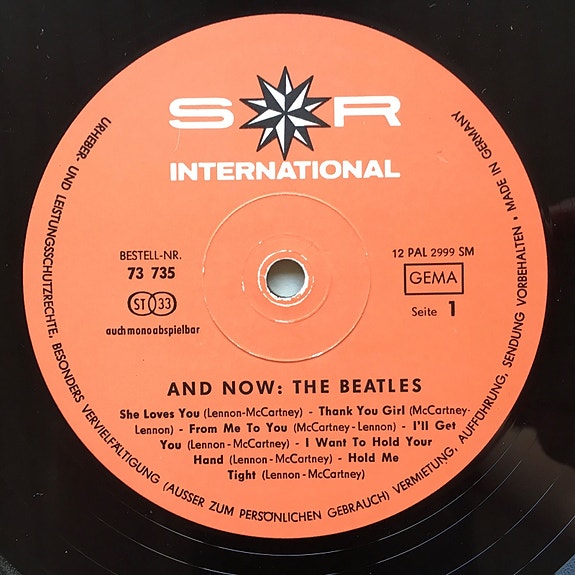 S R
INTERNATIONAL
BESTELL-NR.
73 735
ST 33
auch mono abspielbar
12 PAL 2999 SM
GEMA
Seite 1
AND NOW: THE BEATLES
She Loves You (Lennon-McCartney) - Thank You Girl (McCartney-
Lennon) - From Me To You (McCartney-Lennon) - I'll Get
You (Lennon-McCartney) - I Want To Hold Your
Hand (Lennon-McCartney) - Hold Me
Tight (Lennon-McCartney)
URHEBER- UND LEISTUNGSSCHUTZRECHTE, BESONDERS VERVIELFÄLTIGUNG (AUSSER ZUM PERSÖNLICHEN GEBRAUCH) VERMIETUNG, AUFFÜHRUNG, SENDUNG VORBEHALTEN • MADE IN GERMANY